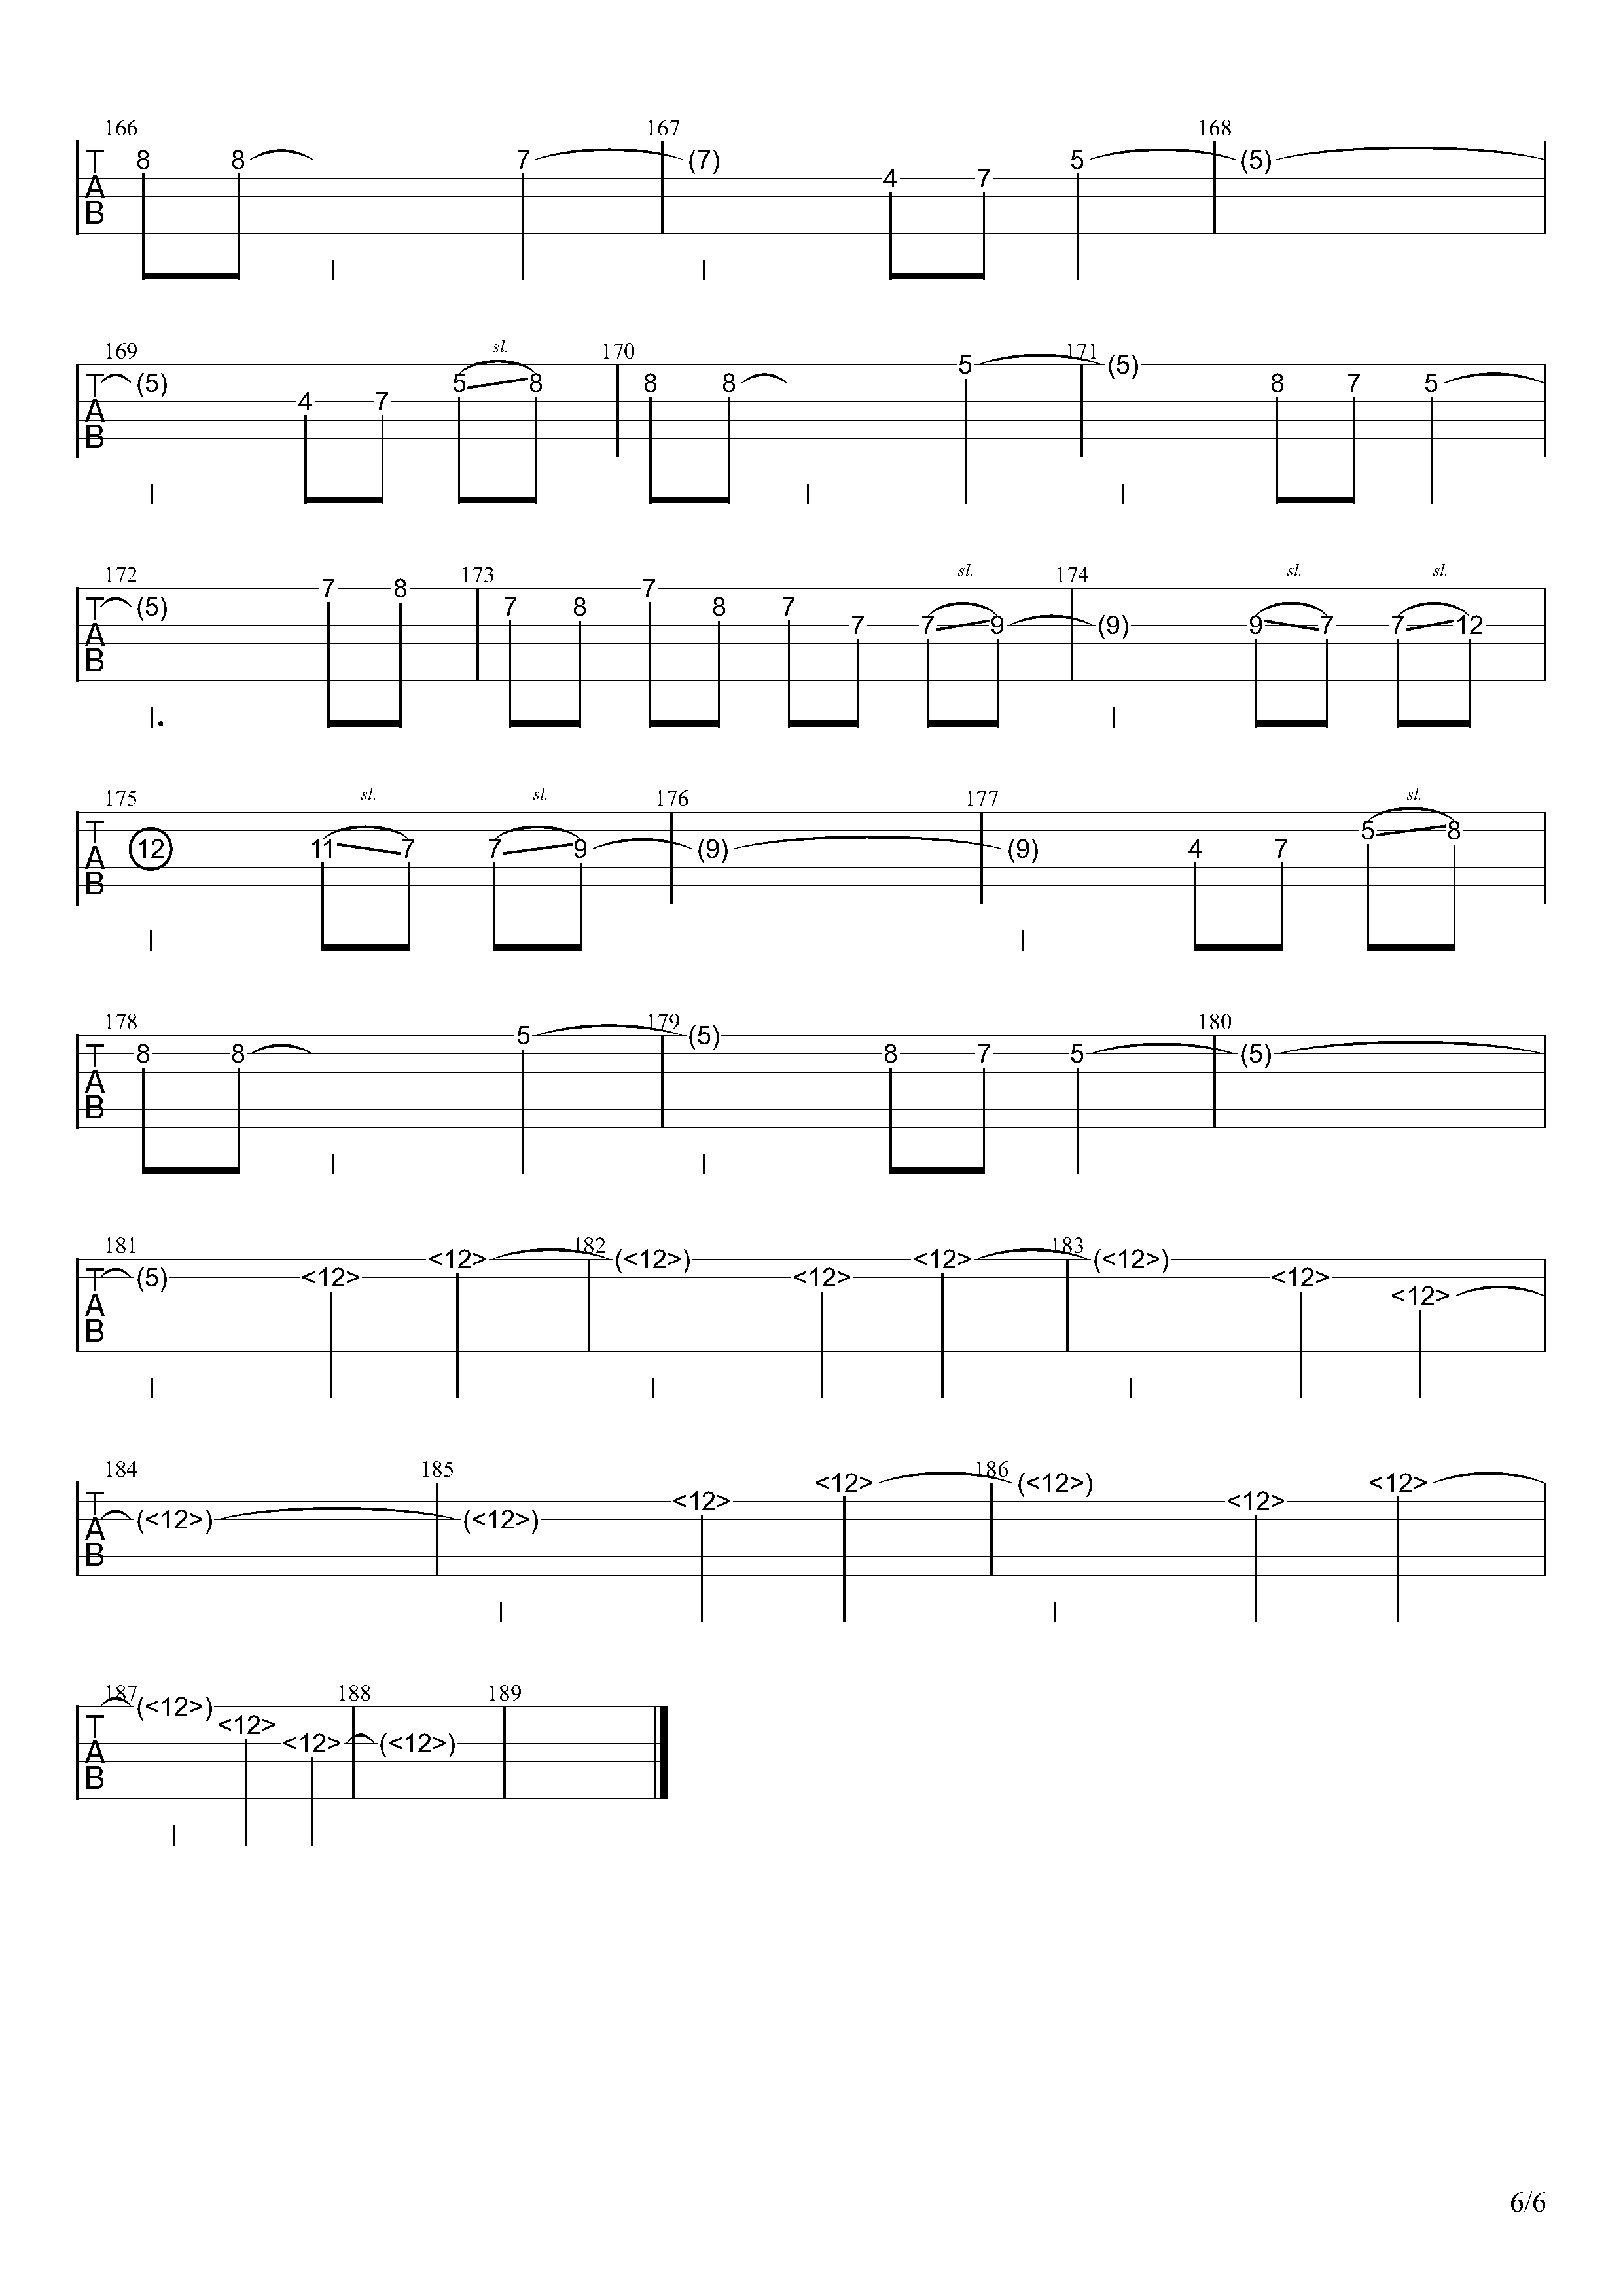 166 167 168
T A B 8 8 7 (7) 4 7 5 (5)
169 sl. 170 171
T A B (5) 4 7 5 8 8 8 5 (5) 8 7 5
172 173 sl. 174 sl. sl.
T A B (5) 7 8 7 8 7 8 7 7 7 9 (9) 9 7 7 12
175 sl. sl. 176 177 sl.
T A B 12 11 7 7 9 (9) (9) 4 7 5 8
178 179 180
T A B 8 8 5 (5) 8 7 5 (5)
181 182 183
T A B (5) <12> <12> (<12>) <12> <12> (<12>) <12> <12>
184 185 186
T A B (<12>) (<12>) <12> <12> (<12>) <12> <12>
187 188 189
T A B (<12>) <12> <12> (<12>)
6/6